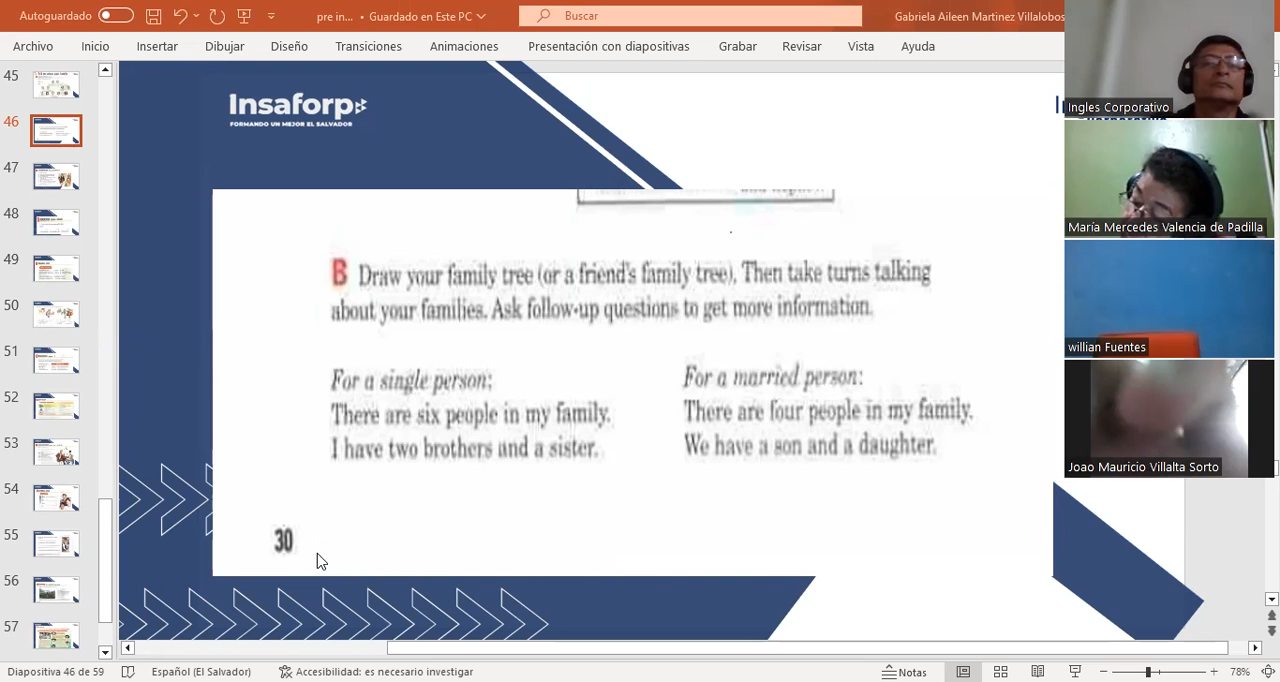 Autoguardado
pre in... • Guardado en Este PC
Buscar
Gabriela Aileen Martinez Villalobos
Archivo Inicio Insertar Dibujar Diseño Transiciones Animaciones Presentación con diapositivas Grabar Revisar Vista Ayuda
45
46
47
48
49
50
51
52
53
54
55
56
57
Insaforp
FORMANDO UN MEJOR EL SALVADOR
B Draw your family tree (or a friend's family tree). Then take turns talking
about your families. Ask follow-up questions to get more information.
For a single person:
There are six people in my family.
I have two brothers and a sister.
For a married person:
There are four people in my family.
We have a son and a daughter.
30
Ingles Corporativo
María Mercedes Valencia de Padilla
willian Fuentes
Joao Mauricio Villalta Sorto
Diapositiva 46 de 59
Español (El Salvador)
Accesibilidad: es necesario investigar
Notas
78%